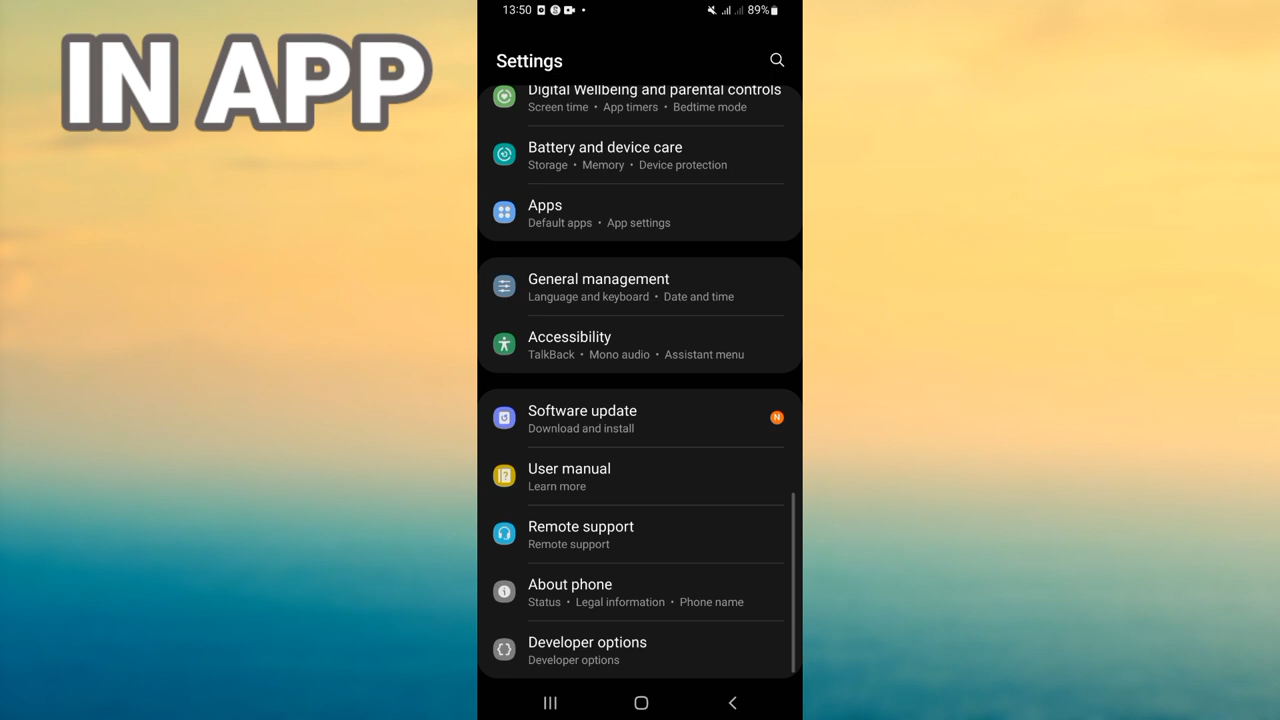 IN APP
13:50
89%
Settings
Digital Wellbeing and parental controls
Screen time • App timers • Bedtime mode
Battery and device care
Storage • Memory • Device protection
Apps
Default apps • App settings
General management
Language and keyboard • Date and time
Accessibility
TalkBack • Mono audio • Assistant menu
Software update
N
Download and install
User manual
Learn more
Remote support
Remote support
About phone
Status • Legal information • Phone name
Developer options
Developer options